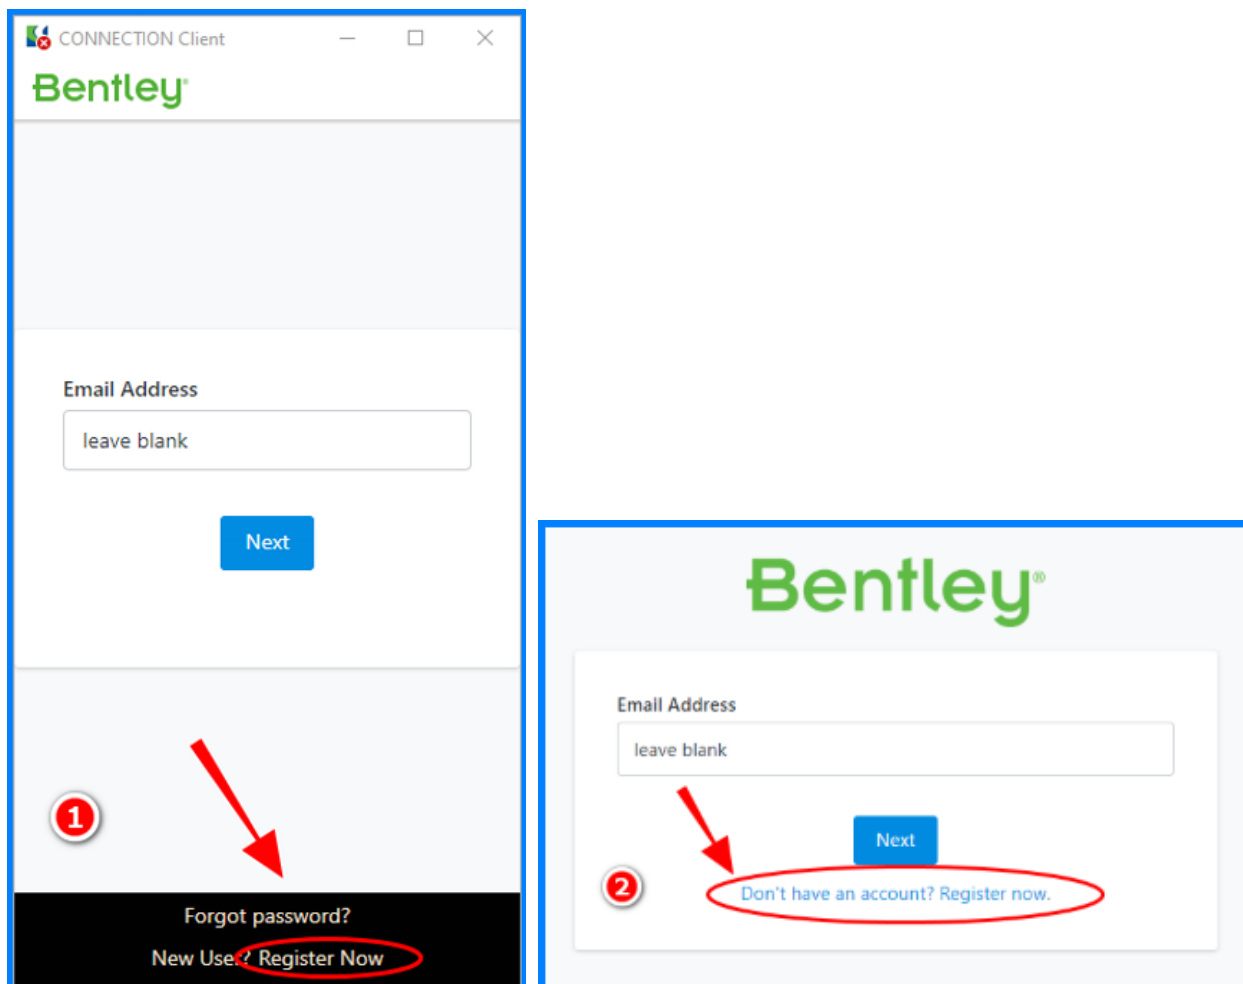 CONNECTION Client
Bentley®
Email Address
leave blank
Next
1
Forgot password?
New User? Register Now
Bentley®
Email Address
leave blank
Next
2
Don't have an account? Register now.